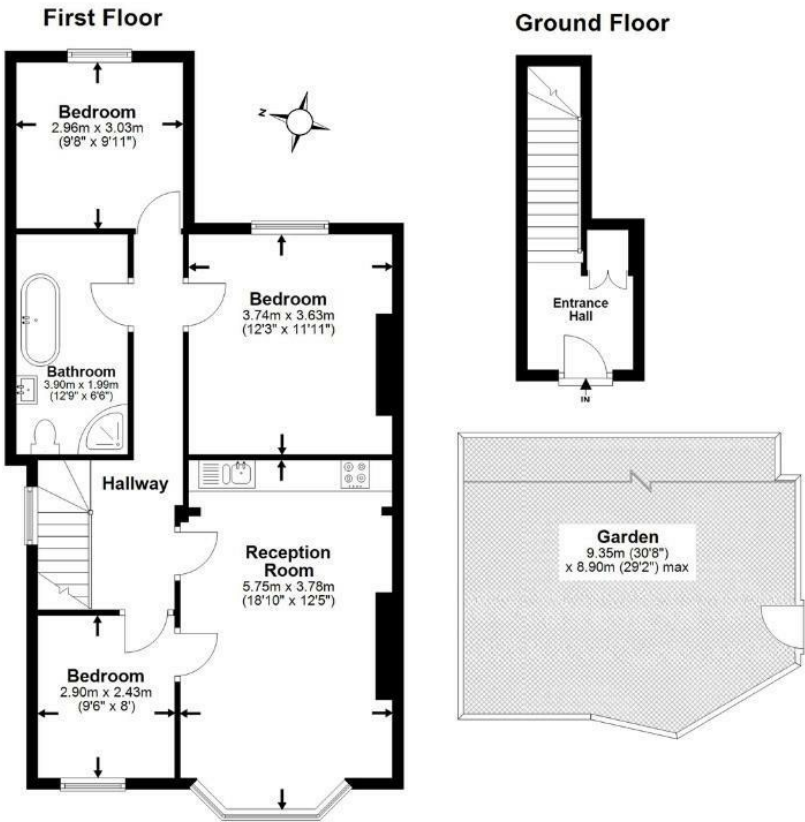 First Floor
Bedroom
2.96m x 3.03m
(9'8" x 9'11")
N
Bedroom
3.74m x 3.63m
(12'3" x 11'11")
Bathroom
3.90m x 1.99m
(12'9" x 6'6")
Hallway
Reception
Room
5.75m x 3.78m
(18'10" x 12'5")
Bedroom
2.90m x 2.43m
(9'6" x 8')
Ground Floor
Entrance
Hall
IN
Garden
9.35m (30'8")
x 8.90m (29'2") max